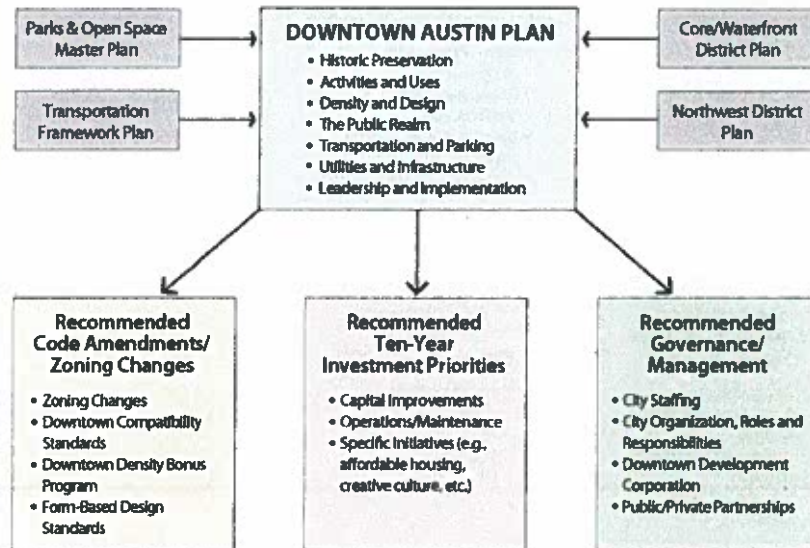 Parks & Open Space
Master Plan
Transportation
Framework Plan
DOWNTOWN AUSTIN PLAN
• Historic Preservation
• Activities and Uses
• Density and Design
• The Public Realm
• Transportation and Parking
• Utilities and Infrastructure
• Leadership and Implementation
Core/Waterfront
District Plan
Northwest District
Plan
Recommended
Code Amendments/
Zoning Changes
• Zoning Changes
• Downtown Compatibility
Standards
• Downtown Density Bonus
Program
• Form-Based Design
Standards
Recommended
Ten-Year
Investment Priorities
• Capital Improvements
• Operations/Maintenance
• Specific Initiatives (e.g.,
affordable housing,
creative culture, etc.)
Recommended
Governance/
Management
• City Staffing
• City Organization, Roles and
Responsibilities
• Downtown Development
Corporation
• Public/Private Partnerships